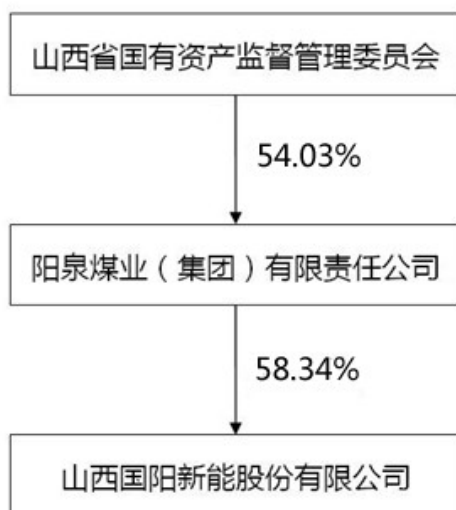 山西省国有资产监督管理委员会
54.03%
阳泉煤业（集团）有限责任公司
58.34%
山西国阳新能股份有限公司